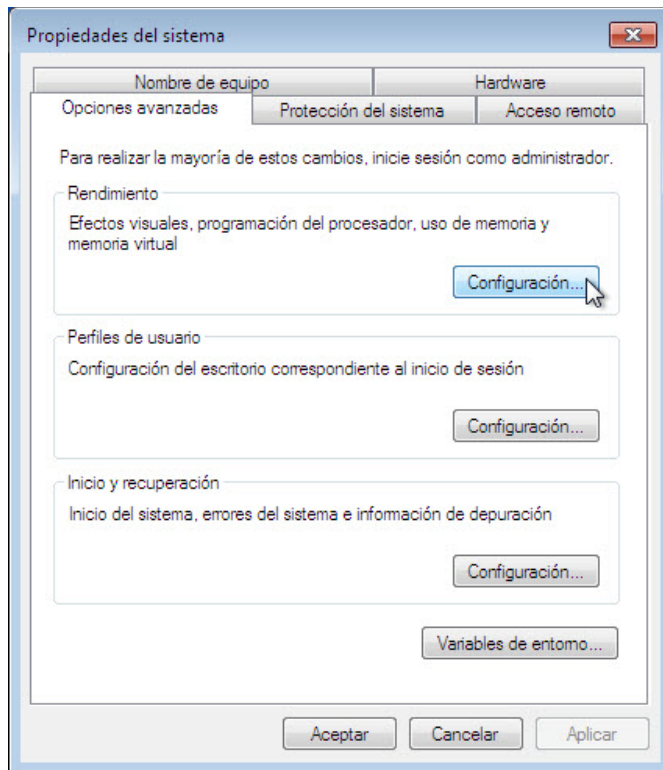 Propiedades del sistema
Nombre de equipo
Hardware
Opciones avanzadas
Protección del sistema
Acceso remoto
Para realizar la mayoría de estos cambios, inicie sesión como administrador.
Rendimiento
Efectos visuales, programación del procesador, uso de memoria y
memoria virtual
Configuración...
Perfiles de usuario
Configuración del escritorio correspondiente al inicio de sesión
Configuración...
Inicio y recuperación
Inicio del sistema, errores del sistema e información de depuración
Configuración...
Variables de entorno...
Aceptar
Cancelar
Aplicar